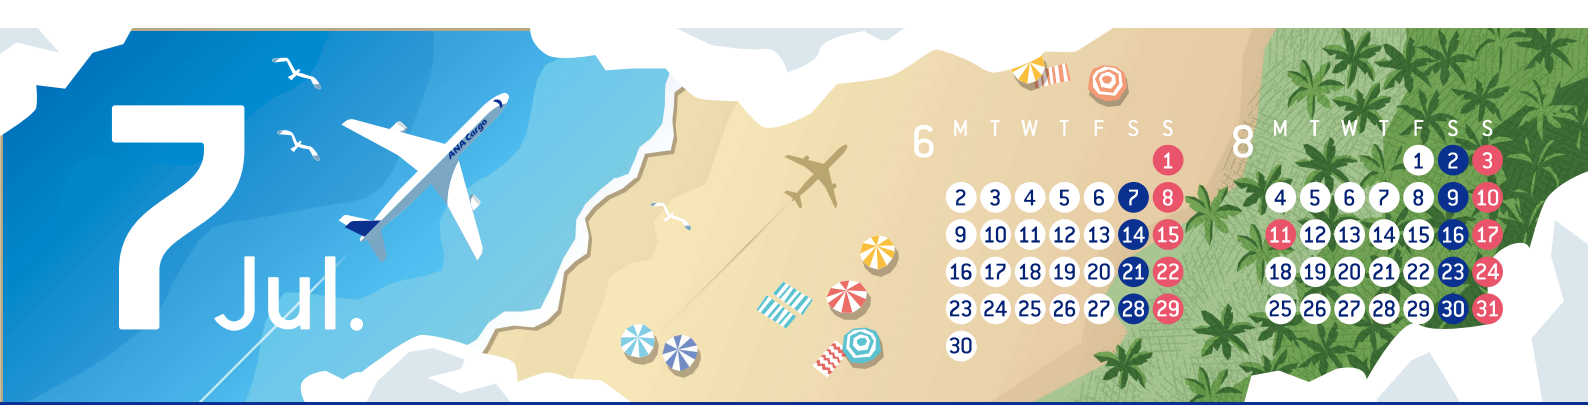 7
Jul.
ANA Cargo
6
M T W T F S S
1
2 3 4 5 6 7 8
9 10 11 12 13 14 15
16 17 18 19 20 21 22
23 24 25 26 27 28 29
30
8
M T W T F S S
1 2 3
4 5 6 7 8 9 10
11 12 13 14 15 16 17
18 19 20 21 22 23 24
25 26 27 28 29 30 31